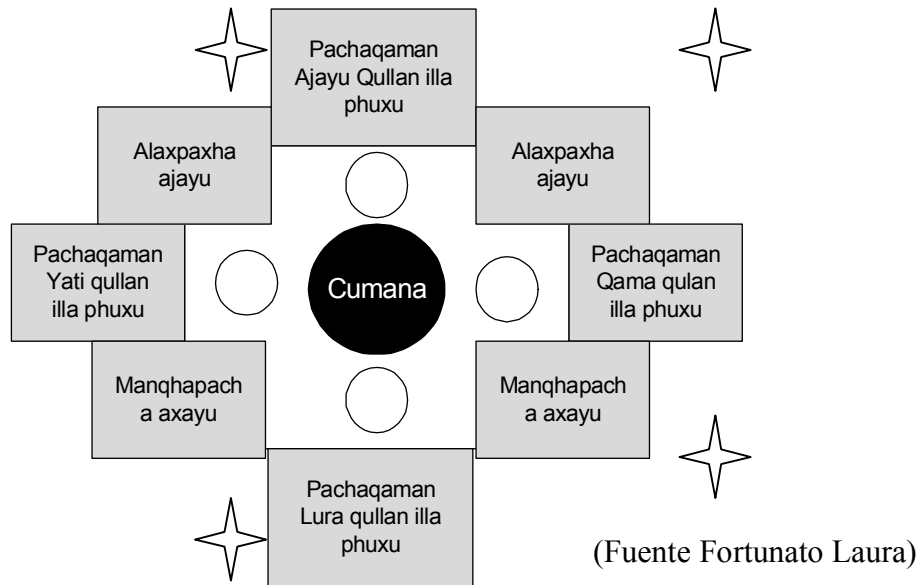 Pachaqaman
Ajayu Qullan illa
phuxu
Alaxpaxha
ajayu
Alaxpaxha
ajayu
Pachaqaman
Yati qullan
illa phuxu
Cumana
Pachaqaman
Qama qulan
illa phuxu
Manqhapach
a axayu
Manqhapach
a axayu
Pachaqaman
Lura qullan illa
phuxu
(Fuente Fortunato Laura)